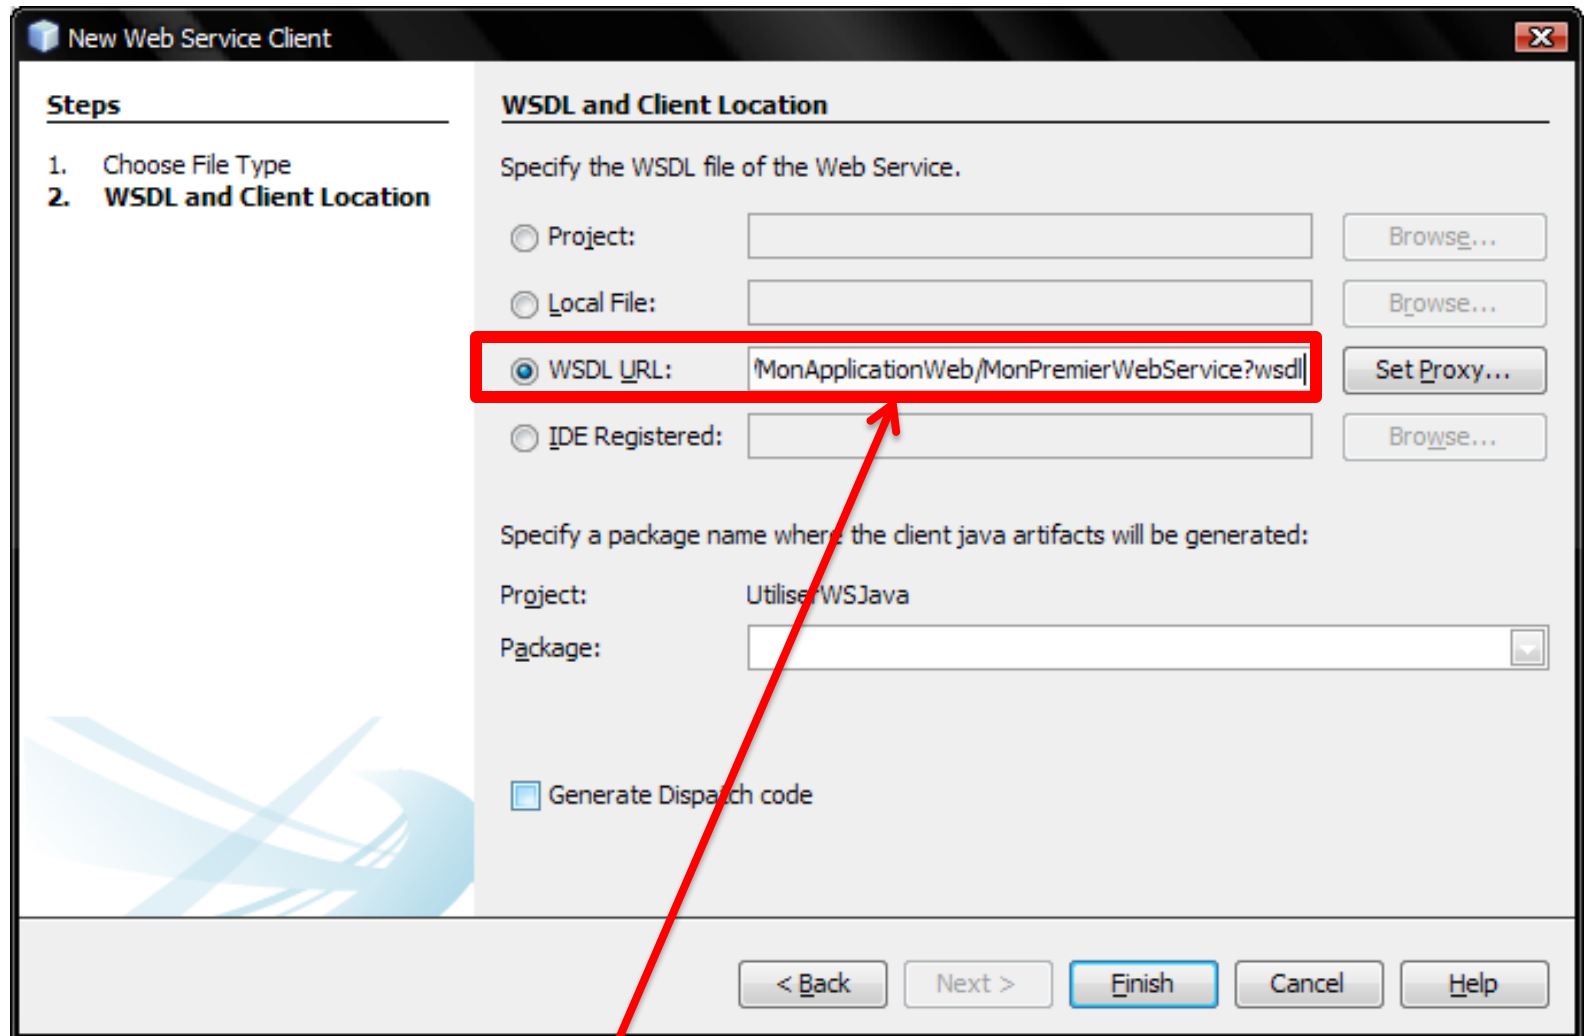 New Web Service Client
Steps
1. Choose File Type
2. WSDL and Client Location
WSDL and Client Location
Specify the WSDL file of the Web Service.
Project: Browse...
Local File: Browse...
WSDL URL: /MonApplicationWeb/MonPremierWebService?wsdl Set Proxy...
IDE Registered: Browse...
Specify a package name where the client java artifacts will be generated:
Project: UtiliserWSJava
Package:
Generate Dispatch code
< Back Next > Finish Cancel Help